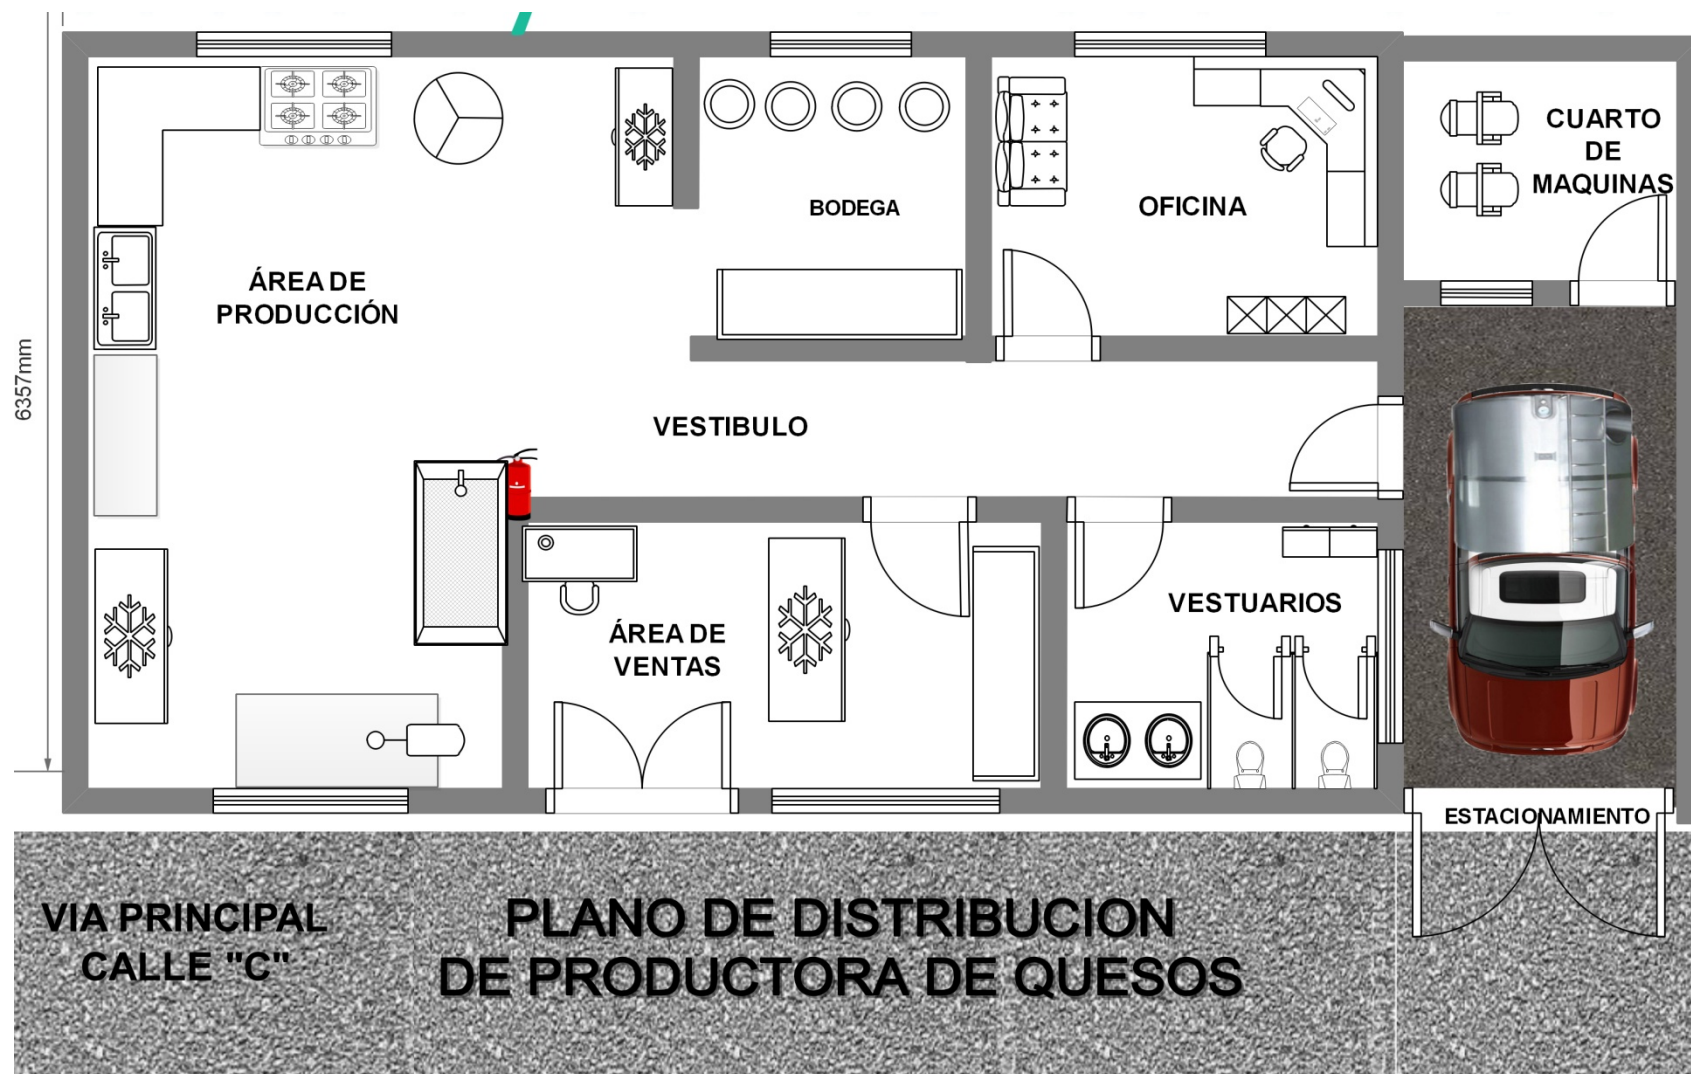 CUARTO
DE
MAQUINAS
BODEGA
OFICINA
ÁREA DE
PRODUCCIÓN
6357mm
VESTIBULO
VESTUARIOS
ÁREA DE
VENTAS
ESTACIONAMIENTO
VIA PRINCIPAL
CALLE "C"
PLANO DE DISTRIBUCION
DE PRODUCTORA DE QUESOS